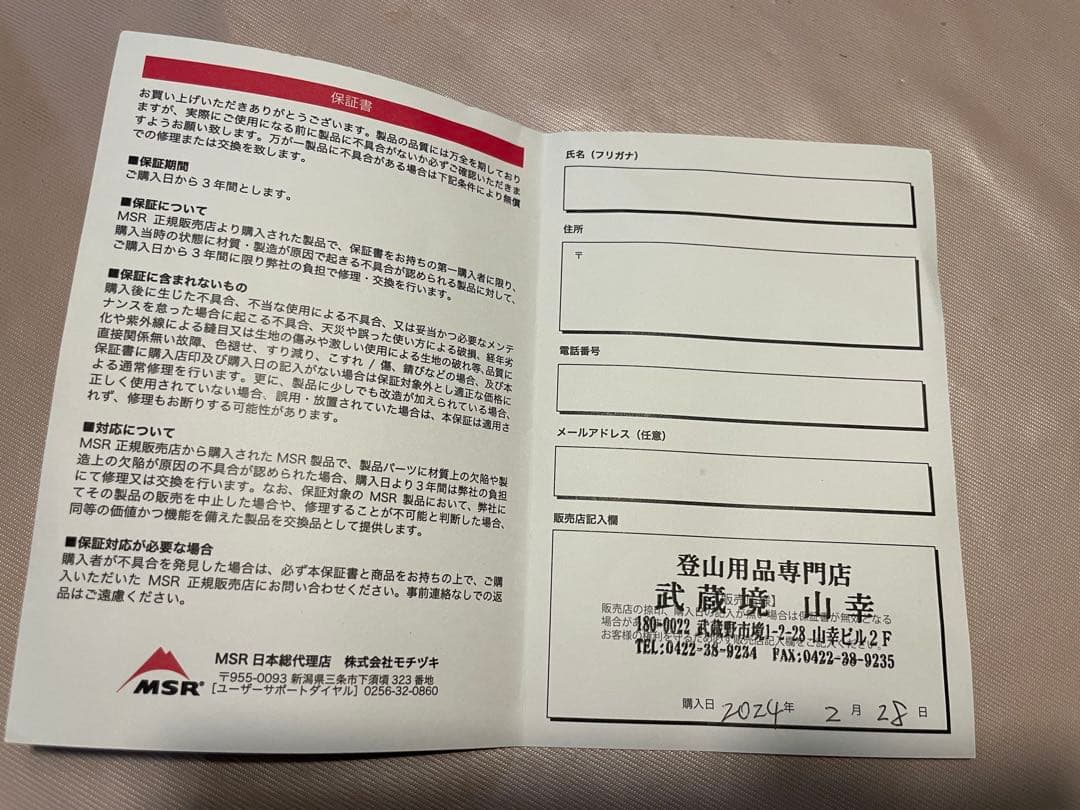 保証書
お買い上げいただきありがとうございます。製品の品質には万全を期しており
ますが、実際にご使用になる前に製品に不具合がないか必ずご確認いただきま
すようお願い致します。万が一製品に不具合がある場合は下記条件により無償
での修理または交換を致します。
■保証期間
ご購入日から3年間とします。
■保証について
MSR 正規販売店より購入された製品で、保証書をお持ちの第一購入者に限り、
購入当時の状態に材質・製造が原因で起きる不具合が認められる製品に対して、
ご購入日から3年間に限り弊社の負担で修理・交換を行います。
■保証に含まれないもの
購入後に生じた不具合、不当な使用による不具合、又は妥当かつ必要なメンテ
ナンスを怠った場合に起こる不具合、天災や誤った使い方による破損、経年劣
化や紫外線による縫目又は生地の傷みや激しい使用による生地の破れ等、品質に
直接関係無い故障、色褪せ、すり減り、こすれ / 傷、錆びなどの場合、及び本
保証書に購入店印及び購入日の記入がない場合は保証対象外とし適正な価格に
よる通常修理を行います。更に、製品に少しでも改造が加えられている場合、
正しく使用されていない場合、誤用・放置されていた場合は、本保証は適用さ
れず、修理もお断りする可能性があります。
■対応について
MSR 正規販売店から購入された MSR 製品で、製品パーツに材質上の欠陥や製
造上の欠陥が原因の不具合が認められた場合、購入日より3年間は弊社の負担
にて修理又は交換を行います。なお、保証対象の MSR 製品において、弊社に
てその製品の販売を中止した場合や、修理することが不可能と判断した場合、
同等の価値かつ機能を備えた製品を交換品として提供します。
■保証対応が必要な場合
購入者が不具合を発見した場合は、必ず本保証書と商品をお持ちの上で、ご購
入いただいた MSR 正規販売店にお問い合わせください。事前連絡なしでの返
品はご遠慮ください。
MSR
MSR 日本総代理店 株式会社モチヅキ
〒955-0093 新潟県三条市下須頃 323 番地
[ユーザーサポートダイヤル] 0256-32-0860
氏名（フリガナ）
住所
〒
電話番号
メールアドレス（任意）
販売店記入欄
登山用品専門店
武蔵境 山幸
販売店の捺印、購入日の記入が無い場合は保証書が無効となる
180-0022 武蔵野市境1-2-28 山幸ビル2F
TEL:0422-38-9234 FAX:0422-38-9235
購入日 2024年 2月 28日